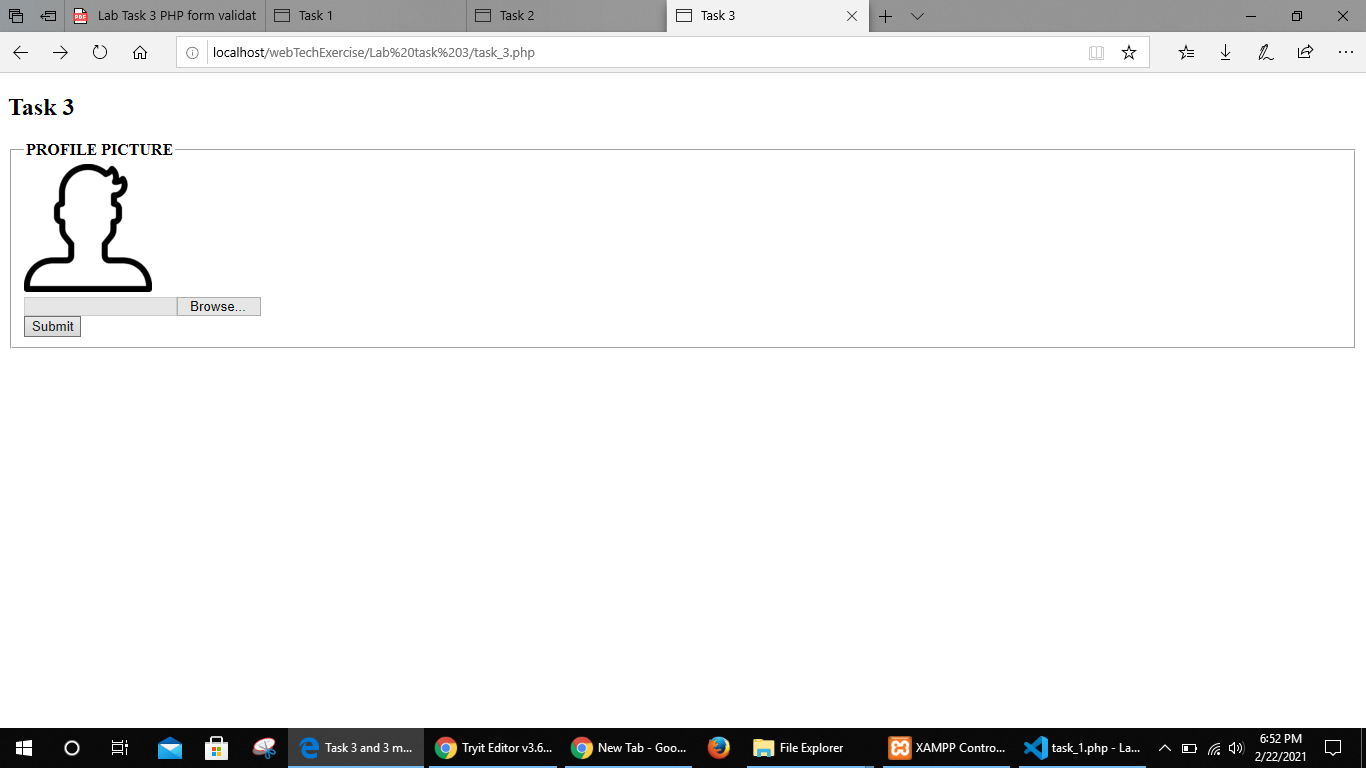 Lab Task 3 PHP form validat
Task 1
Task 2
Task 3
localhost/webTechExercise/Lab%20task%203/task_3.php
Task 3
PROFILE PICTURE
Browse...
Submit
Task 3 and 3 m...
Tryit Editor v3.6...
New Tab - Goo...
File Explorer
XAMPP Contro...
task_1.php - La...
6:52 PM
2/22/2021